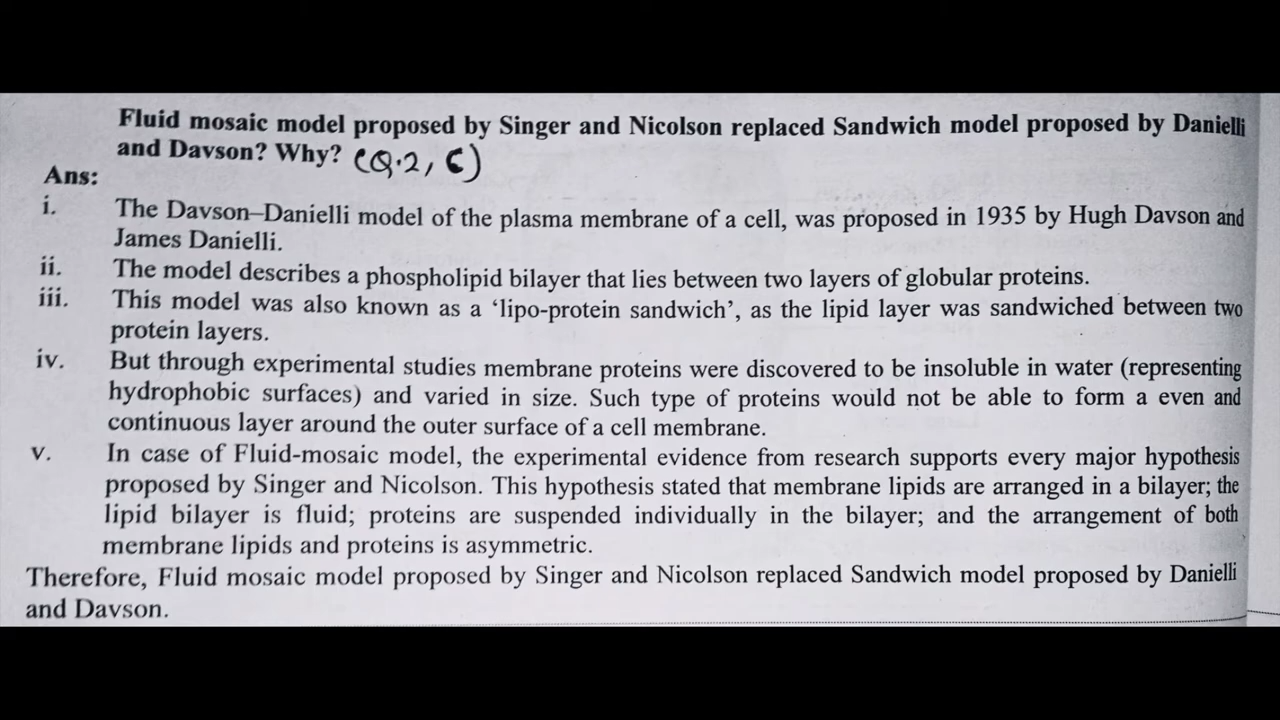 Fluid mosaic model proposed by Singer and Nicolson replaced Sandwich model proposed by Danielli
and Davson? Why? (Q.2, C)
Ans:
i. The Davson–Danielli model of the plasma membrane of a cell, was proposed in 1935 by Hugh Davson and
James Danielli.
ii. The model describes a phospholipid bilayer that lies between two layers of globular proteins.
iii. This model was also known as a ‘lipo-protein sandwich’, as the lipid layer was sandwiched between two
protein layers.
iv. But through experimental studies membrane proteins were discovered to be insoluble in water (representing
hydrophobic surfaces) and varied in size. Such type of proteins would not be able to form a even and
continuous layer around the outer surface of a cell membrane.
v. In case of Fluid-mosaic model, the experimental evidence from research supports every major hypothesis
proposed by Singer and Nicolson. This hypothesis stated that membrane lipids are arranged in a bilayer; the
lipid bilayer is fluid; proteins are suspended individually in the bilayer; and the arrangement of both
membrane lipids and proteins is asymmetric.
Therefore, Fluid mosaic model proposed by Singer and Nicolson replaced Sandwich model proposed by Danielli
and Davson.